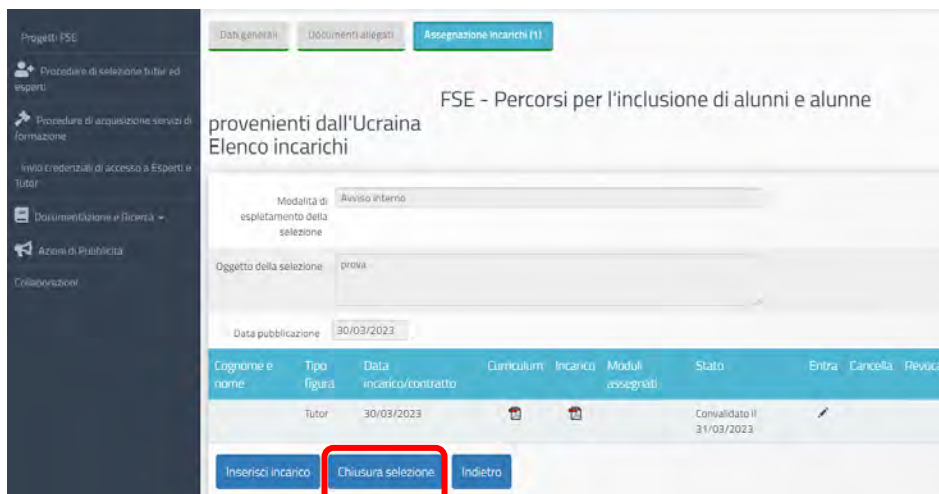 Progetti FSE
Procedure di selezione tutor ed
esperti
Procedure di acquisizione servizi di
formazione
Invio credenziali di accesso a Esperti e
Tutor
Documentazione e Ricerca
Azioni di Pubblicità
Collaborazioni
Dati generali
Documenti allegati
Assegnazione incarichi (1)
FSE - Percorsi per l'inclusione di alunni e alunne
provenienti dall'Ucraina
Elenco incarichi
Modalità di
espletamento della
selezione
Avviso interno
Oggetto della selezione
prova
Data pubblicazione
30/03/2023
Cognome e
nome
Tipo
figura
Data
incarico/contratto
Curriculum
Incarico
Moduli
assegnati
Stato
Entra
Cancella
Revoca
Tutor
30/03/2023
Convalidato il
31/03/2023
Inserisci incarico
Chiusura selezione
Indietro